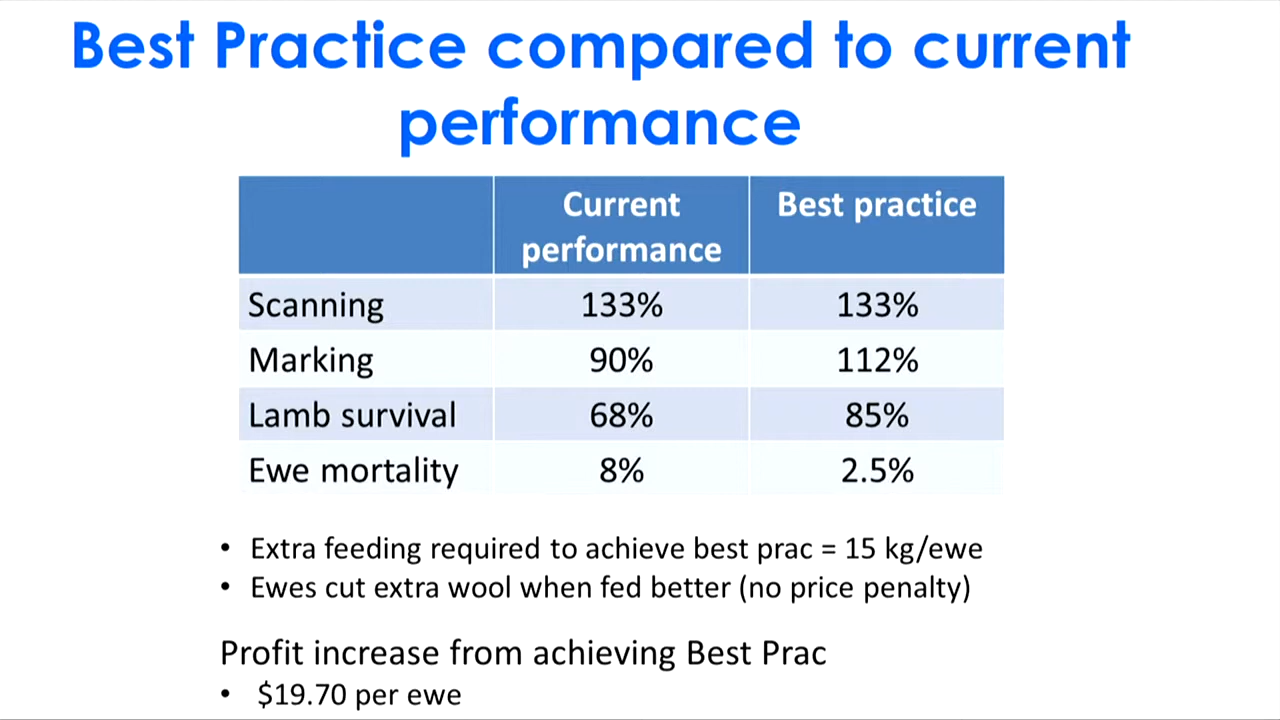 Best Practice compared to current
performance
Current
performance
Best practice
Scanning 133% 133%
Marking 90% 112%
Lamb survival 68% 85%
Ewe mortality 8% 2.5%
• Extra feeding required to achieve best prac = 15 kg/ewe
• Ewes cut extra wool when fed better (no price penalty)
Profit increase from achieving Best Prac
• $19.70 per ewe